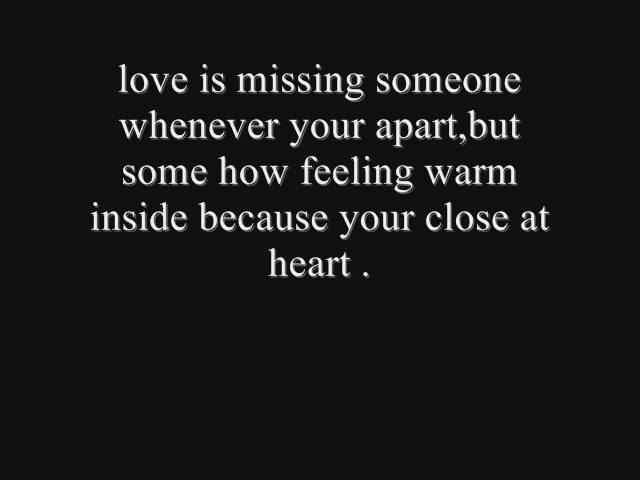 love is missing someone
whenever your apart,but
some how feeling warm
inside because your close at
heart .